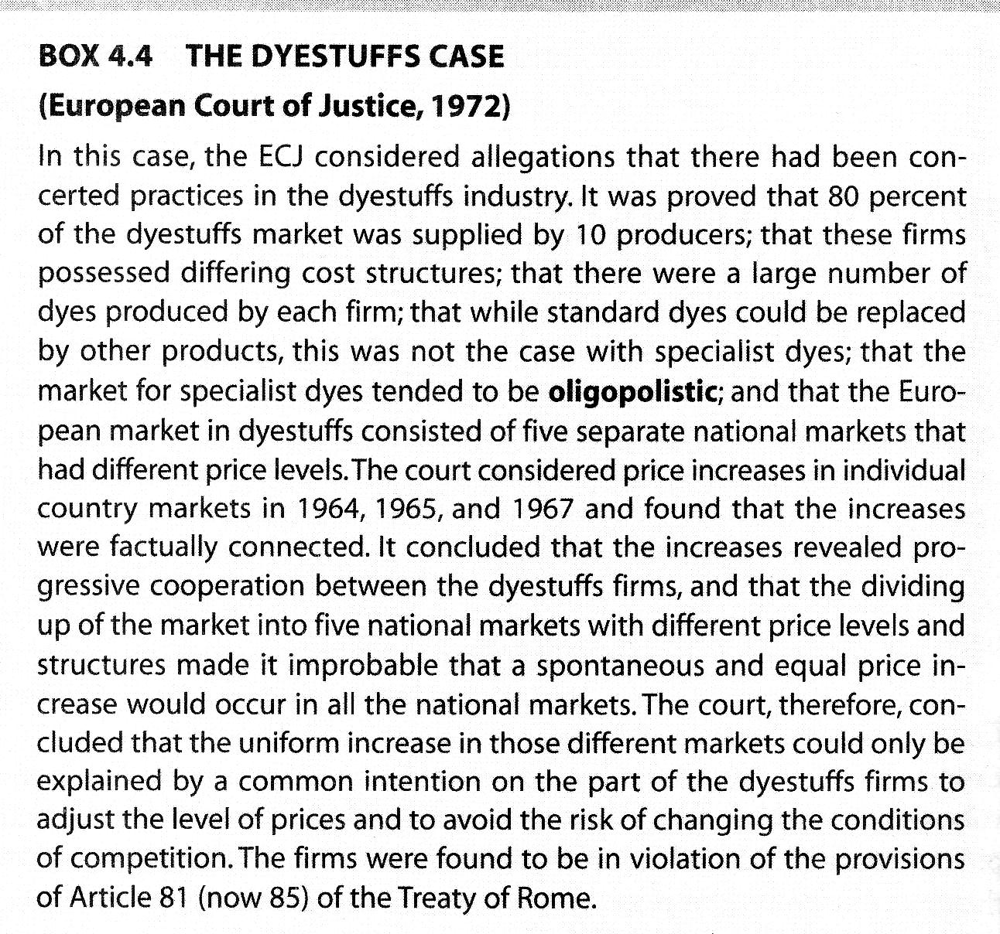 BOX 4.4 THE DYESTUFFS CASE
(European Court of Justice, 1972)
In this case, the ECJ considered allegations that there had been con-
certed practices in the dyestuffs industry. It was proved that 80 percent
of the dyestuffs market was supplied by 10 producers; that these firms
possessed differing cost structures; that there were a large number of
dyes produced by each firm; that while standard dyes could be replaced
by other products, this was not the case with specialist dyes; that the
market for specialist dyes tended to be oligopolistic; and that the Euro-
pean market in dyestuffs consisted of five separate national markets that
had different price levels. The court considered price increases in individual
country markets in 1964, 1965, and 1967 and found that the increases
were factually connected. It concluded that the increases revealed pro-
gressive cooperation between the dyestuffs firms, and that the dividing
up of the market into five national markets with different price levels and
structures made it improbable that a spontaneous and equal price in-
crease would occur in all the national markets. The court, therefore, con-
cluded that the uniform increase in those different markets could only be
explained by a common intention on the part of the dyestuffs firms to
adjust the level of prices and to avoid the risk of changing the conditions
of competition. The firms were found to be in violation of the provisions
of Article 81 (now 85) of the Treaty of Rome.